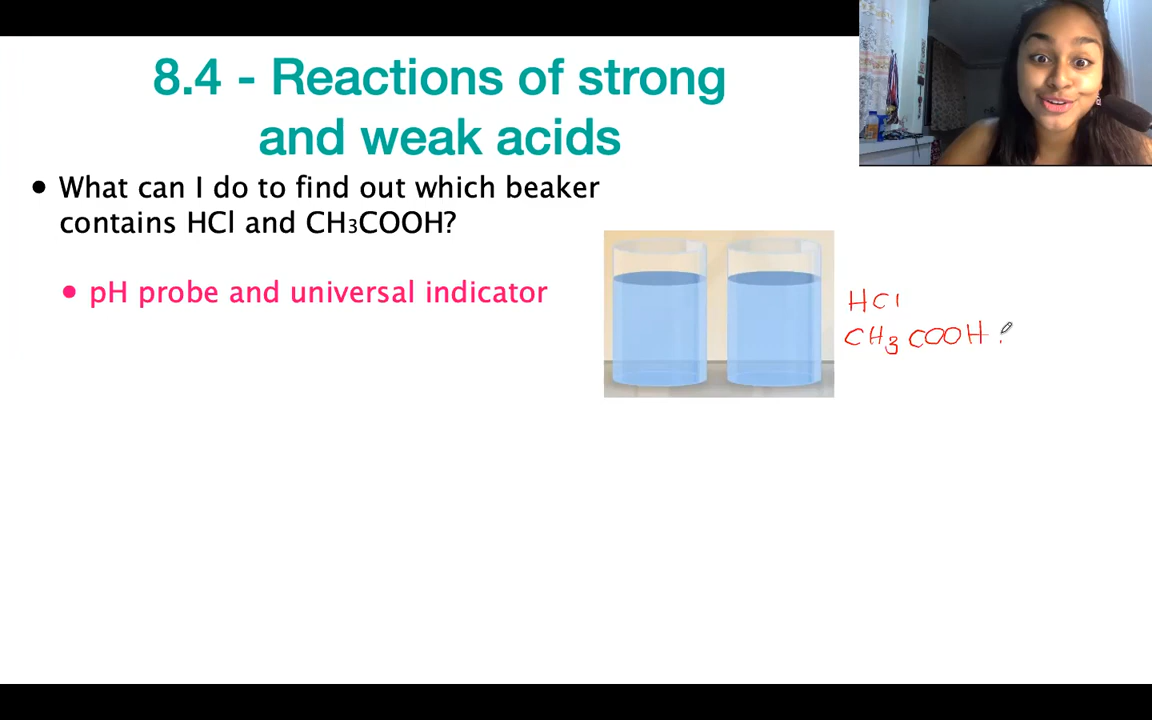 8.4 - Reactions of strong
and weak acids
• What can I do to find out which beaker
contains HCl and CH₃COOH?
• pH probe and universal indicator
HCl
CH₃COOH